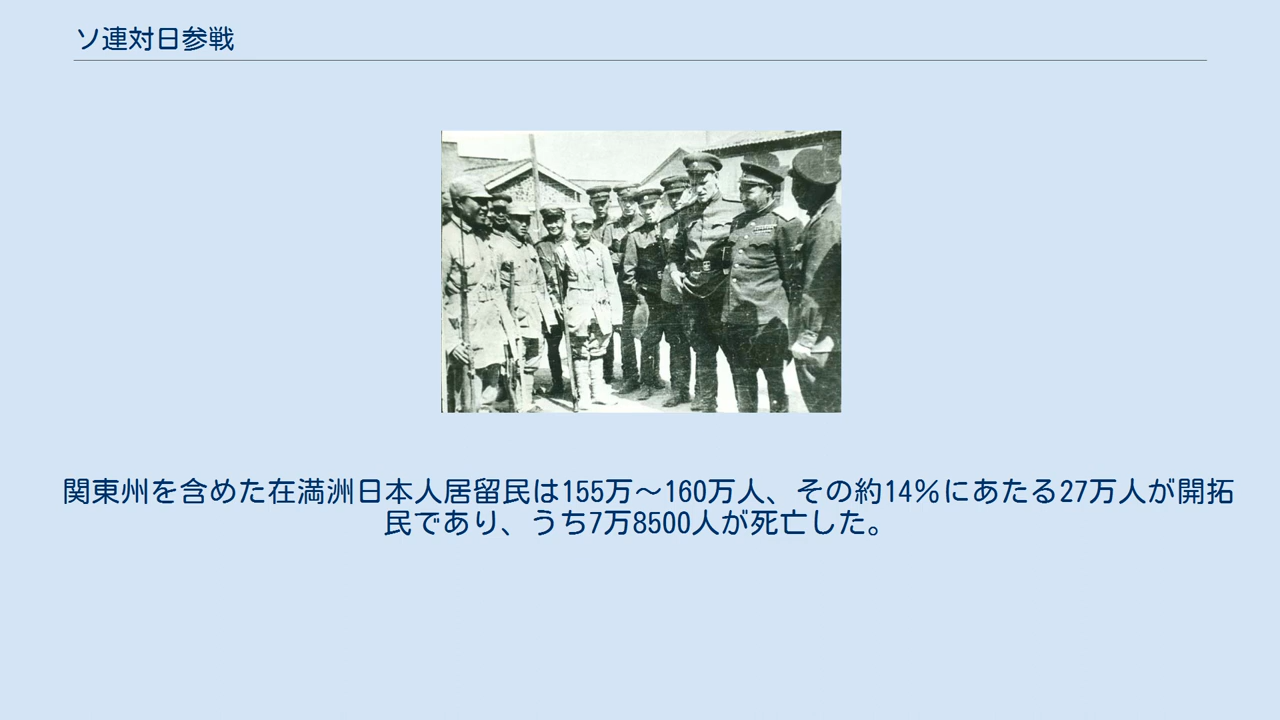 ソ連対日参戦
関東州を含めた在満洲日本人居留民は155万～160万人、その約14％にあたる27万人が開拓
民であり、うち7万8500人が死亡した。